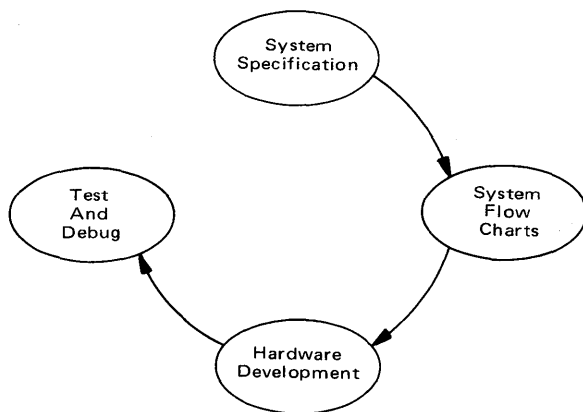 System
Specification
System
Flow
Charts
Hardware
Development
Test
And
Debug